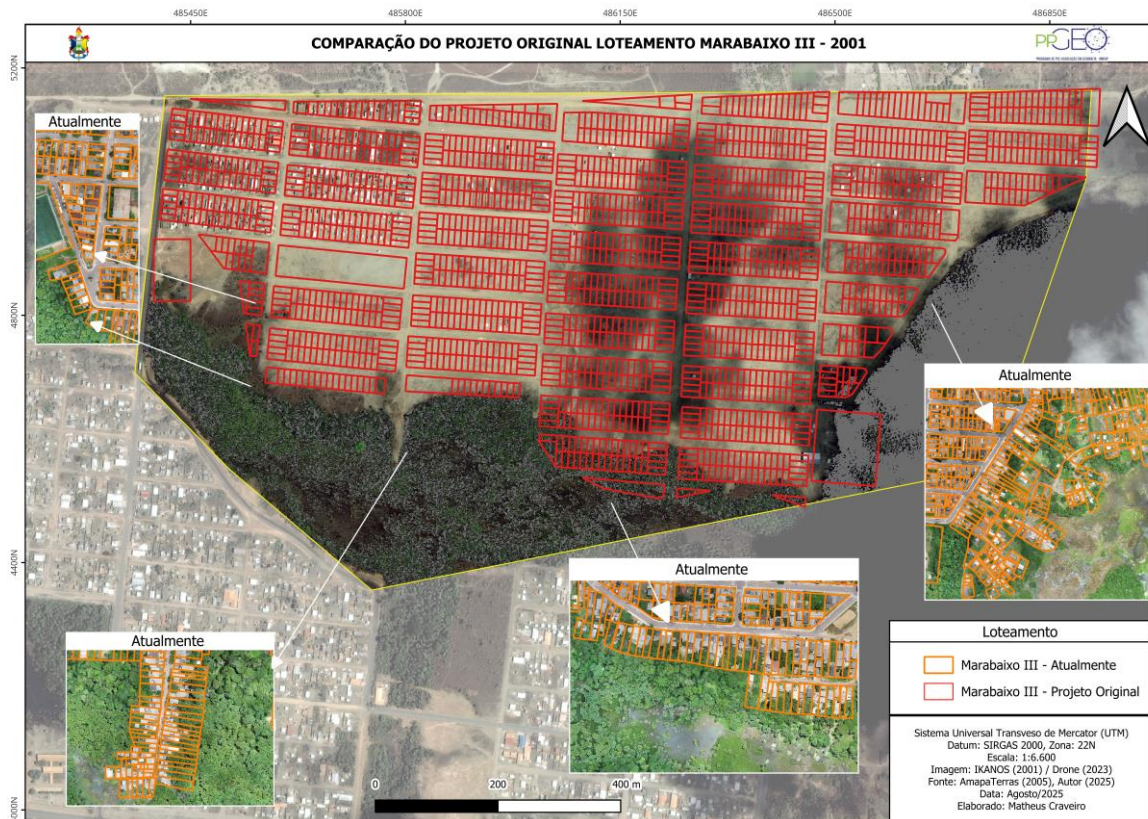 485450E 485800E 486150E 486500E 486850E
COMPARAÇÃO DO PROJETO ORIGINAL LOTEAMENTO MARABAIXO III - 2001
PPGEO
5200N
Atualmente
4800N
Atualmente
4400N
Atualmente
Atualmente
Loteamento
Marabaixo III - Atualmente
Marabaixo III - Projeto Original
Sistema Universal Transveso de Mercator (UTM)
Datum: SIRGAS 2000, Zona: 22N
Escala: 1:6.600
Imagem: IKANOS (2001) / Drone (2023)
Fonte: AmapaTerras (2005), Autor (2025)
Data: Agosto/2025
Elaborado: Matheus Craveiro
0 200 400 m